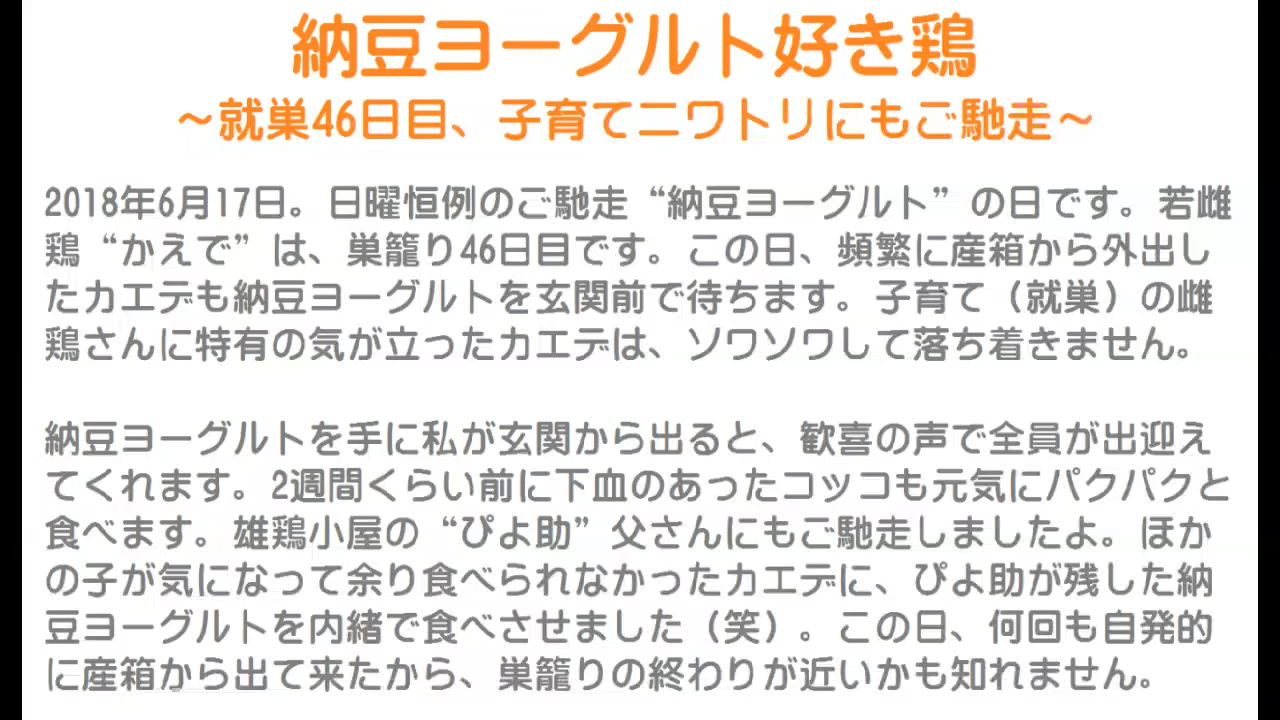 納豆ヨーグルト好き鶏
～就巣46日目、子育てニワトリにもご馳走～
2018年6月17日。日曜恒例のご馳走“納豆ヨーグルト”の日です。若雌
鶏“かえで”は、巣籠り46日目です。この日、頻繁に産箱から外出し
たカエデも納豆ヨーグルトを玄関前で待ちます。子育て（就巣）の雌
鶏さんに特有の気が立ったカエデは、ソワソワして落ち着きません。
納豆ヨーグルトを手に私が玄関から出ると、歓喜の声で全員が出迎え
てくれます。2週間くらい前に下血のあったコッコも元気にパクパクと
食べます。雄鶏小屋の“ぴよ助”父さんにもご馳走しましたよ。ほか
の子が気になって余り食べられなかったカエデに、ぴよ助が残した納
豆ヨーグルトを内緒で食べさせました（笑）。この日、何回も自発的
に産箱から出て来たから、巣籠りの終わりが近いかも知れません。